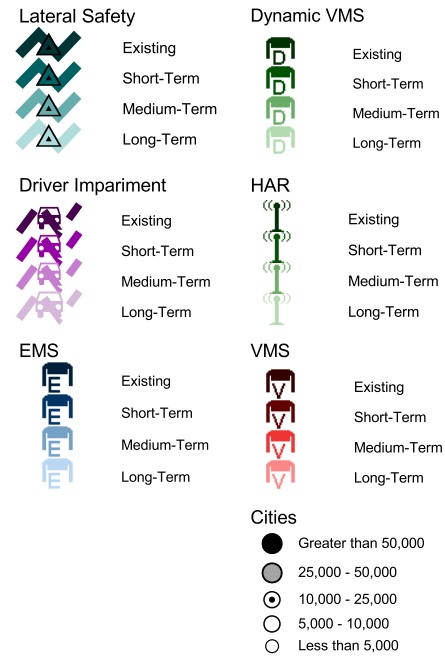 Lateral Safety
Existing
Short-Term
Medium-Term
Long-Term
Dynamic VMS
D Existing
D Short-Term
D Medium-Term
D Long-Term
Driver Impariment
Existing
Short-Term
Medium-Term
Long-Term
HAR
Existing
Short-Term
Medium-Term
Long-Term
EMS
E Existing
E Short-Term
E Medium-Term
E Long-Term
VMS
V Existing
V Short-Term
V Medium-Term
V Long-Term
Cities
Greater than 50,000
25,000 - 50,000
10,000 - 25,000
5,000 - 10,000
Less than 5,000